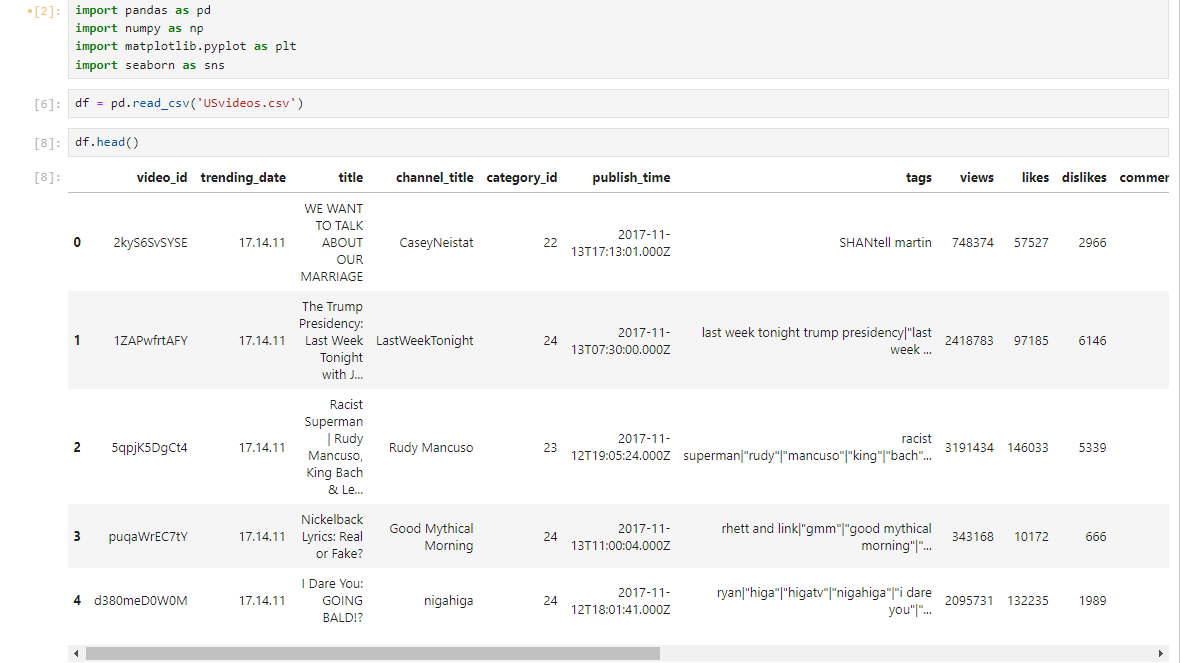 [2]: import pandas as pd
import numpy as np
import matplotlib.pyplot as plt
import seaborn as sns
[6]: df = pd.read_csv('USvideos.csv')
[8]: df.head()
[8]: video_id trending_date title channel_title category_id publish_time tags views likes dislikes commer
WE WANT
TO TALK
0 2kyS6SvSYSE 17.14.11 ABOUT CaseyNeistat 22 2017-11- SHANtell martin 748374 57527 2966
OUR 13T17:13:01.000Z
MARRIAGE
The Trump
Presidency:
1 1ZAPwfrtAFY 17.14.11 Last Week LastWeekTonight 24 2017-11- last week tonight trump presidency|"last 2418783 97185 6146
Tonight 13T07:30:00.000Z week ...
with J...
Racist
Superman
2 5qpjK5DgCt4 17.14.11 | Rudy Rudy Mancuso 23 2017-11- racist 3191434 146033 5339
Mancuso, 12T19:05:24.000Z superman|"rudy"|"mancuso"|"king"|"bach"...
King Bach
& Le...
Nickelback Good Mythical 2017-11- rhett and link|"gmm"|"good mythical
3 puqaWrEC7tY 17.14.11 Lyrics: Real Morning 24 13T11:00:04.000Z morning"|"... 343168 10172 666
or Fake?
I Dare You: 2017-11- ryan|"higa"|"higatv"|"nigahiga"|"i dare
4 d380meD0W0M 17.14.11 GOING nigahiga 24 12T18:01:41.000Z you"|"... 2095731 132235 1989
BALD!?